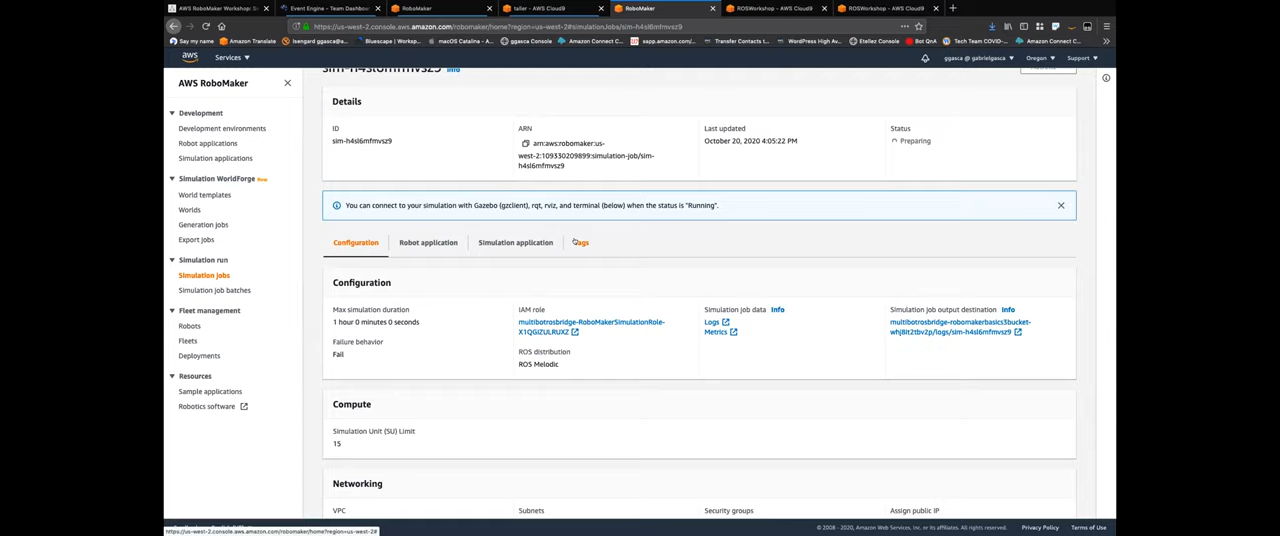 AWS RoboMaker Workshop: Si
Event Engine - Team Dashboa
RoboMaker
taller - AWS Cloud9
RoboMaker
ROSWorkshop - AWS Cloud9
ROSWorkshop - AWS Cloud9
https://us-west-2.console.aws.amazon.com/robomaker/home?region=us-west-2#simulationJobs/sim-h4sl6mfmvsz9
Say my name
Amazon Translate
Isengard ggasca@ama...
Bluescape - Workshop...
macOS Catalina - A...
ggasca Console
Amazon Connect C...
sapp.amazon.com/...
Transfer Contacts t...
WordPress High Av...
Etellez Console
Bot QnA
Tech Team COVID-...
Amazon Connect C...
aws
Services
ggasca @ gabrielgasca
Oregon
Support
AWS RoboMaker
Development
Development environments
Robot applications
Simulation applications
Simulation WorldForge New
World templates
Worlds
Generation jobs
Export jobs
Simulation run
Simulation jobs
Simulation job batches
Fleet management
Robots
Fleets
Deployments
Resources
Sample applications
Robotics software
sim-h4sl6mfmvsz9 Info
Details
ID
sim-h4sl6mfmvsz9
ARN
arn:aws:robomaker:us-
west-2:109330209899:simulation-job/sim-
h4sl6mfmvsz9
Last updated
October 20, 2020 4:05:22 PM
Status
Preparing
You can connect to your simulation with Gazebo (gzclient), rqt, rviz, and terminal (below) when the status is "Running".
Configuration
Robot application
Simulation application
Tags
Configuration
Max simulation duration
1 hour 0 minutes 0 seconds
Failure behavior
Fail
IAM role
multibotrosbridge-RoboMakerSimulationRole-
X1QGIZULRUXZ
ROS distribution
ROS Melodic
Simulation job data Info
Logs
Metrics
Simulation job output destination Info
multibotrosbridge-robomakerbasics3bucket-
whj8it2tbv2p/logs/sim-h4sl6mfmvsz9
Compute
Simulation Unit (SU) Limit
15
Networking
VPC
Subnets
Security groups
Assign public IP
https://us-west-2.console.aws.amazon.com/robomaker/home?region=us-west-2#
© 2008 - 2020, Amazon Web Services, Inc. or its affiliates. All rights reserved.
Privacy Policy
Terms of Use